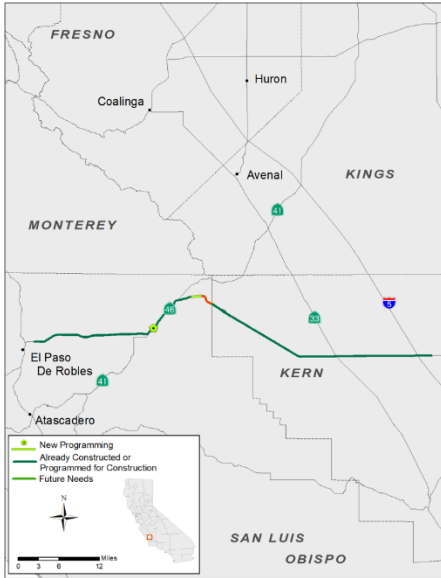 FRESNO
Huron
Coalinga
Avenal
KINGS
41
MONTEREY
5
46
33
El Paso
De Robles
KERN
41
Atascadero
New Programming
Already Constructed or
Programmed for Construction
Future Needs
N
Miles
0 3 6 12
SAN LUIS
OBISPO